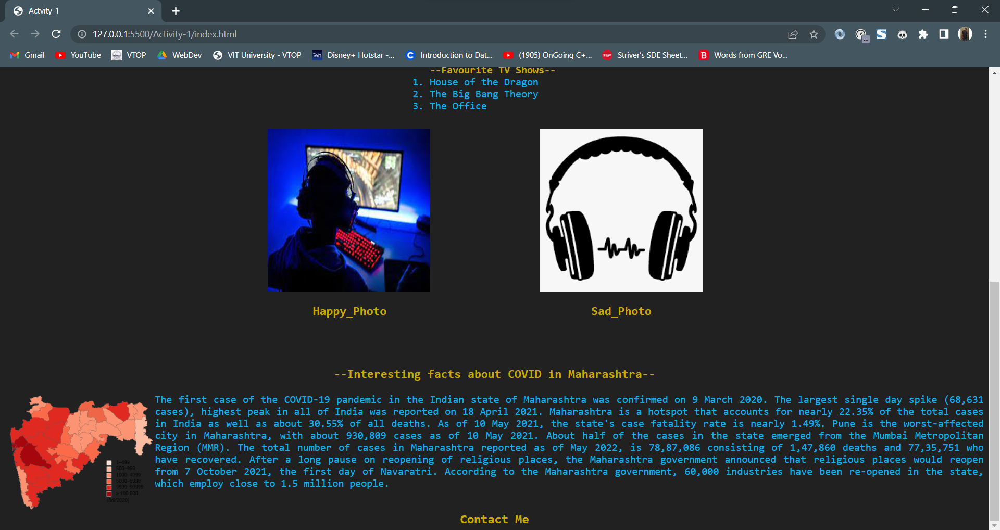 Actvity-1
127.0.0.1:5500/Activity-1/index.html
Gmail YouTube VTOP WebDev VIT University - VTOP Disney+ Hotstar -... Introduction to Dat... (1905) OnGoing C+... Striver's SDE Sheet... Words from GRE Vo...
--Favourite TV Shows--
1. House of the Dragon
2. The Big Bang Theory
3. The Office
Happy_Photo Sad_Photo
--Interesting facts about COVID in Maharashtra--
The first case of the COVID-19 pandemic in the Indian state of Maharashtra was confirmed on 9 March 2020. The largest single day spike (68,631
cases), highest peak in all of India was reported on 18 April 2021. Maharashtra is a hotspot that accounts for nearly 22.35% of the total cases
in India as well as about 30.55% of all deaths. As of 10 May 2021, the state's case fatality rate is nearly 1.49%. Pune is the worst-affected
city in Maharashtra, with about 930,809 cases as of 10 May 2021. About half of the cases in the state emerged from the Mumbai Metropolitan
Region (MMR). The total number of cases in Maharashtra reported as of May 2022, is 78,87,086 consisting of 1,47,860 deaths and 77,35,751 who
have recovered. After a long pause on reopening of religious places, the Maharashtra government announced that religious places would reopen
from 7 October 2021, the first day of Navaratri. According to the Maharashtra government, 60,000 industries have been re-opened in the state,
which employ close to 1.5 million people.
1–499
500–999
1000–4999
5000–9999
9999–99999
≥100 000
(6/9/2020)
Contact Me